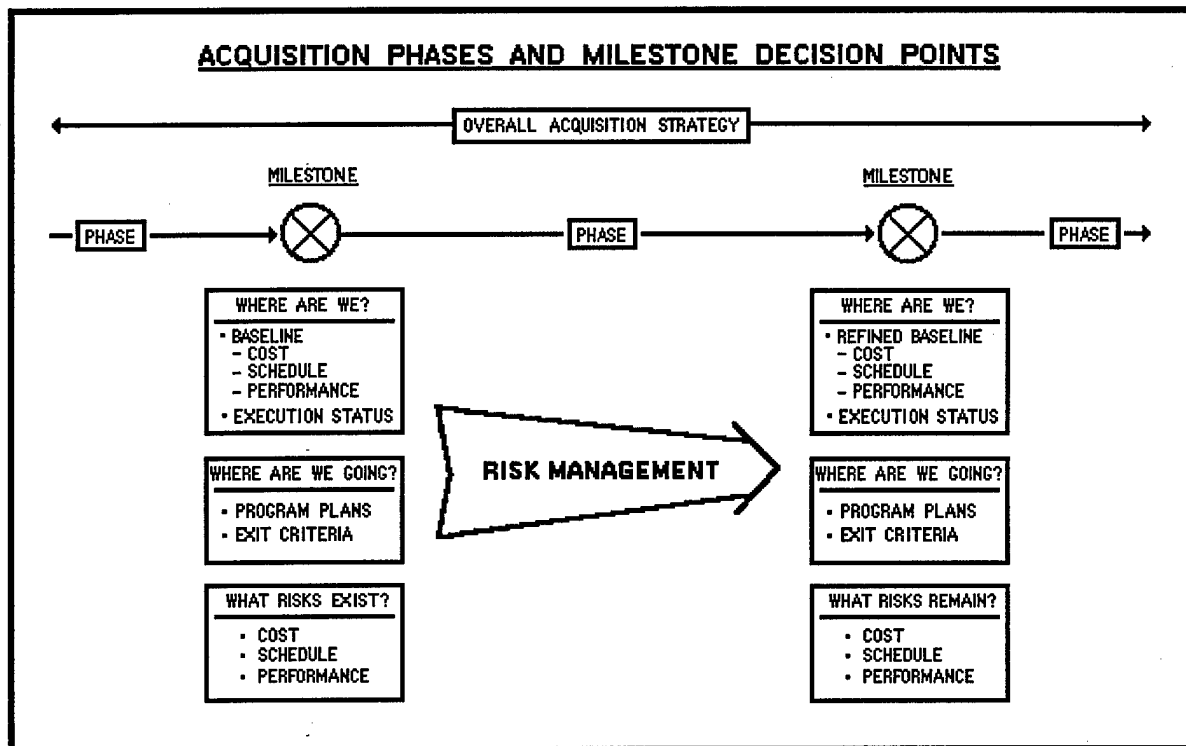 ACQUISITION PHASES AND MILESTONE DECISION POINTS
OVERALL ACQUISITION STRATEGY
MILESTONE
MILESTONE
PHASE
PHASE
PHASE
WHERE ARE WE?
• BASELINE
– COST
– SCHEDULE
– PERFORMANCE
• EXECUTION STATUS
WHERE ARE WE GOING?
• PROGRAM PLANS
• EXIT CRITERIA
WHAT RISKS EXIST?
• COST
• SCHEDULE
• PERFORMANCE
RISK MANAGEMENT
WHERE ARE WE?
• REFINED BASELINE
– COST
– SCHEDULE
– PERFORMANCE
• EXECUTION STATUS
WHERE ARE WE GOING?
• PROGRAM PLANS
• EXIT CRITERIA
WHAT RISKS REMAIN?
• COST
• SCHEDULE
• PERFORMANCE